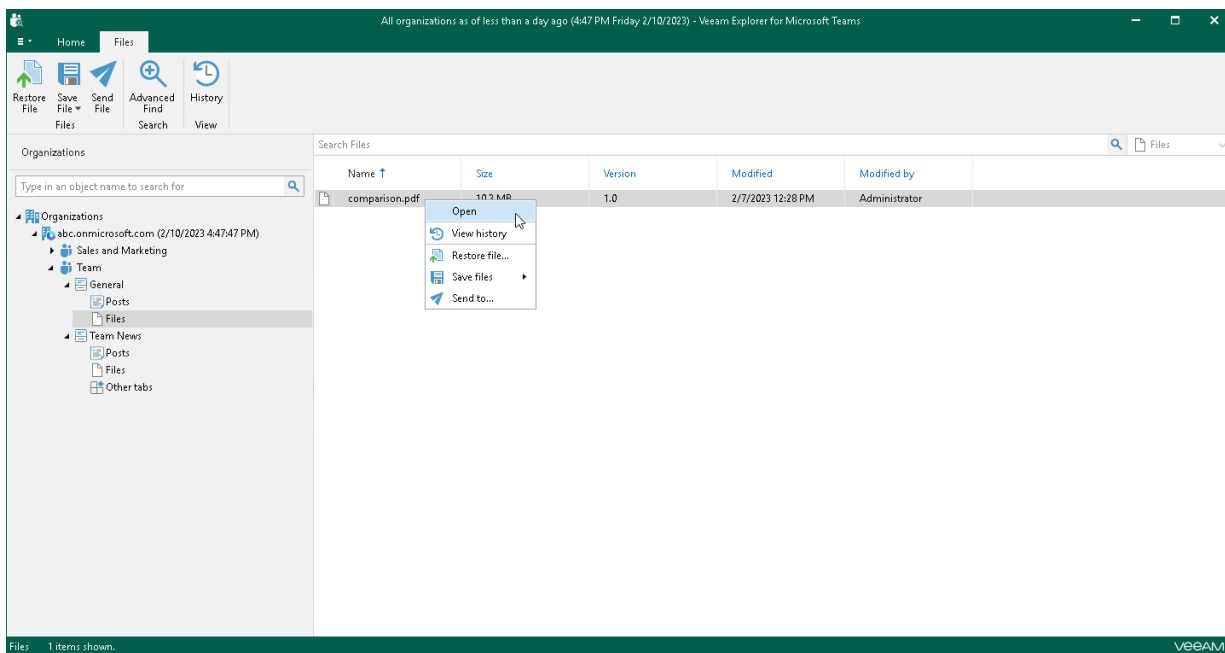 All organizations as of less than a day ago (4:47 PM Friday 2/10/2023) - Veeam Explorer for Microsoft Teams
Home Files
Restore File
Save File
Send File
Advanced Find
History
Files Search View
Organizations
Search Files
Files
Type in an object name to search for
Name Size Version Modified Modified by
comparison.pdf 10.3 MB 1.0 2/7/2023 12:28 PM Administrator
Open
View history
Restore file...
Save files
Send to...
Organizations
abc.onmicrosoft.com (2/10/2023 4:47:47 PM)
Sales and Marketing
Team
General
Posts
Files
Team News
Posts
Files
Other tabs
Files 1 items shown.
veeAM